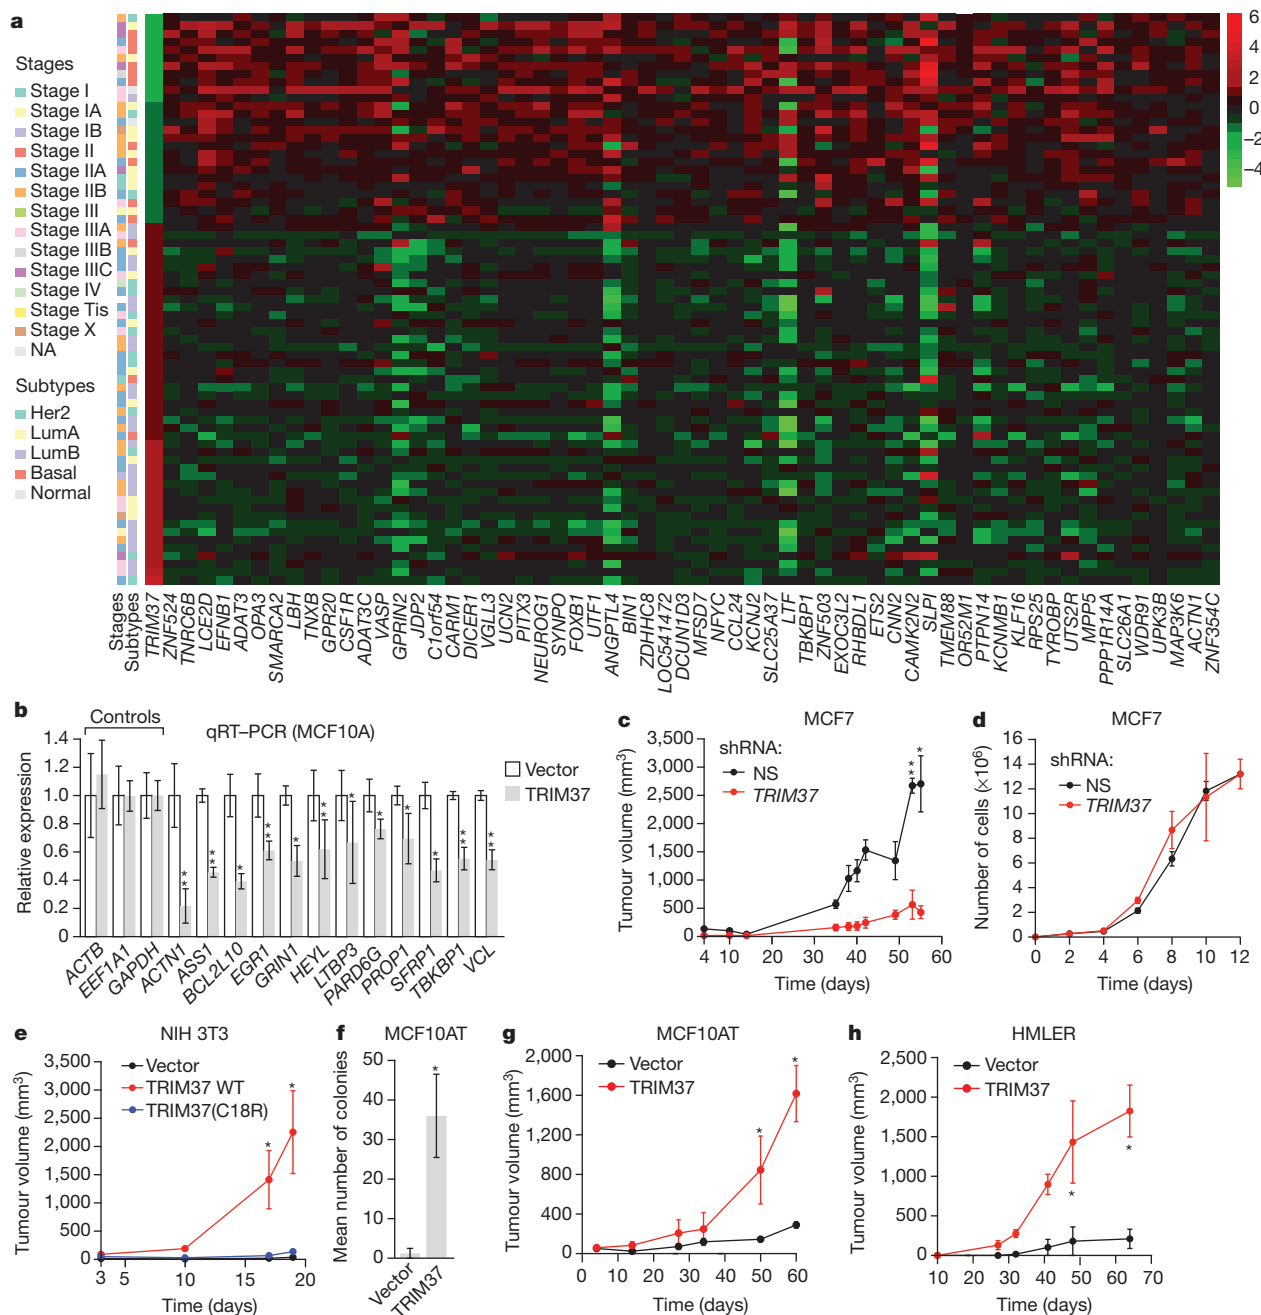 a
Stages
Stage I
Stage IA
Stage IB
Stage II
Stage IIA
Stage IIB
Stage III
Stage IIIA
Stage IIIB
Stage IIIC
Stage IV
Stage Tis
Stage X
NA
Subtypes
Her2
LumA
LumB
Basal
Normal
6
4
2
0
−2
−4
Stages
Subtypes
TRIM37
ZNF524
TNRC6B
LCE2D
EFNB1
ADAT3
OPA3
SMARCA2
LBH
TNXB
GPR20
CSF1R
ADAT3C
VASP
GPRIN2
JDP2
C1orf54
CARM1
DICER1
VGLL3
UCN2
PITX3
NEUROG1
SYNPO
FOXB1
UTF1
ANGPTL4
BIN1
ZDHHC8
LOC541472
DCUN1D3
MFSD7
NFYC
CCL24
KCNJ2
SLC25A37
LTF
TBKBP1
ZNF503
EXOC3L2
RHBDL1
ETS2
CNN2
CAMK2N2
SLPI
TMEM88
OR52M1
PTPN14
KCNMB1
KLF16
RPS25
TYROBP
UTS2R
MPP5
PPP1R14A
SLC26A1
WDR91
UPK3B
MAP3K6
ACTN1
ZNF354C
b
Controls
qRT–PCR (MCF10A)
Vector
TRIM37
Relative expression
1.4
1.2
1.0
0.8
0.6
0.4
0.2
0
* *
* *
*
* *
*
* *
*
*
*
*
*
* *
ACTB
EEF1A1
GAPDH
ACTN1
ASS1
BCL2L10
EGR1
GRIN1
HEYL
LTBP3
PARD6G
PROP1
SFRP1
TBKBP1
VCL
c
MCF7
shRNA:
NS
TRIM37
* *
*
Tumour volume (mm³)
3,500
3,000
2,500
2,000
1,500
1,000
500
0
4 10 20 30 40 50 60
Time (days)
d
MCF7
shRNA:
NS
TRIM37
Number of cells (×10⁶)
16
14
12
10
8
6
4
2
0
0 2 4 6 8 10 12
Time (days)
e
NIH 3T3
Vector
TRIM37 WT
TRIM37(C18R)
*
*
Tumour volume (mm³)
3,500
3,000
2,500
2,000
1,500
1,000
500
0
3 5 10 15 20
Time (days)
f
MCF10AT
*
Mean number of colonies
50
40
30
20
10
0
Vector
TRIM37
g
MCF10AT
Vector
TRIM37
*
*
Tumour volume (mm³)
2,000
1,600
1,200
800
400
0
0 10 20 30 40 50 60
Time (days)
h
HMLER
Vector
TRIM37
*
*
Tumour volume (mm³)
2,500
2,000
1,500
1,000
500
0
10 20 30 40 50 60 70
Time (days)